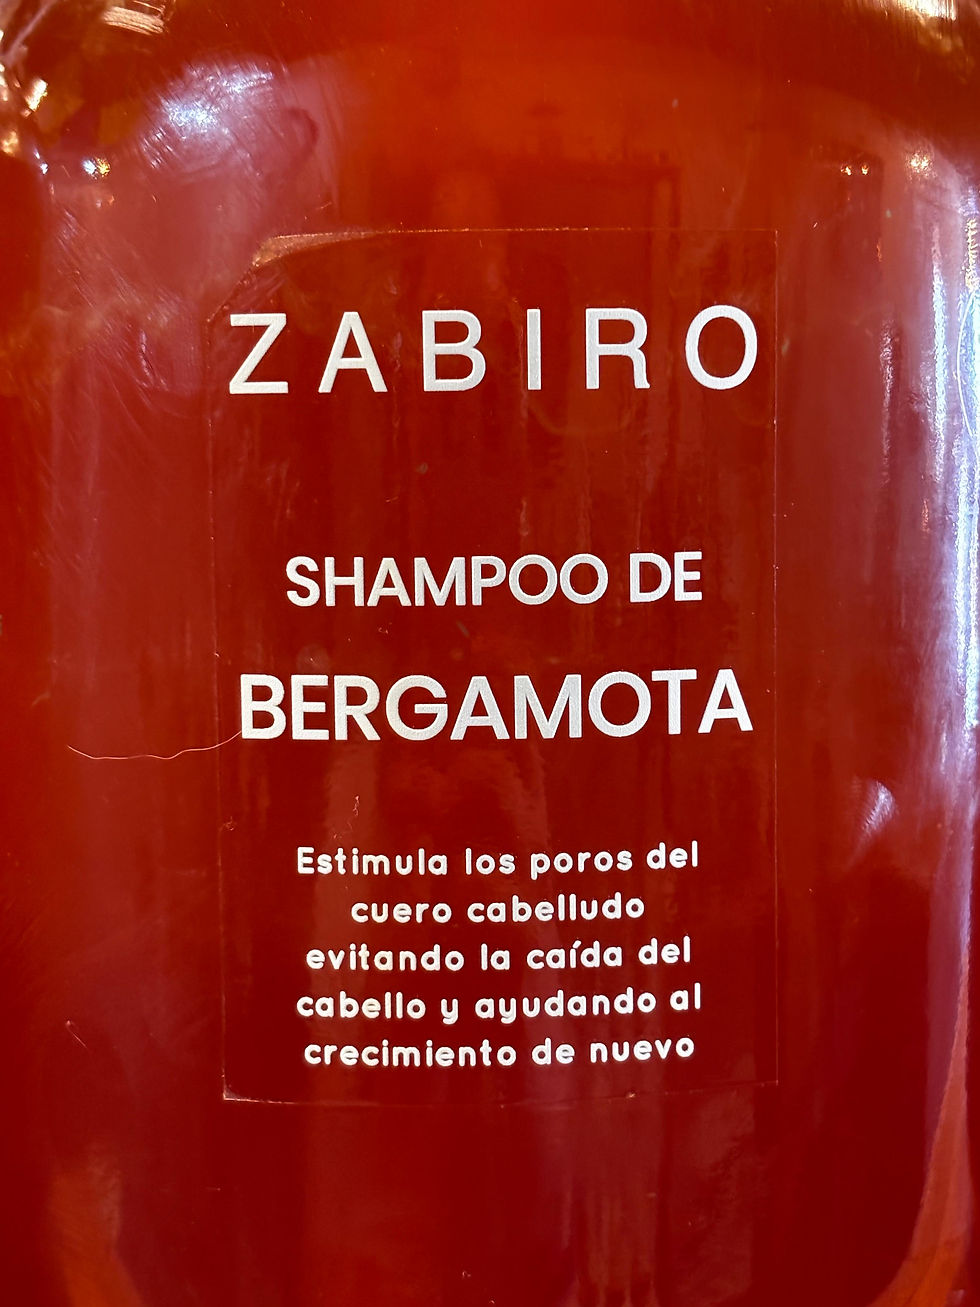 ZABIRO
SHAMPOO DE
BERGAMOTA
Estimula los poros del
cuero cabelludo
evitando la caída del
cabello y ayudando al
crecimiento de nuevo